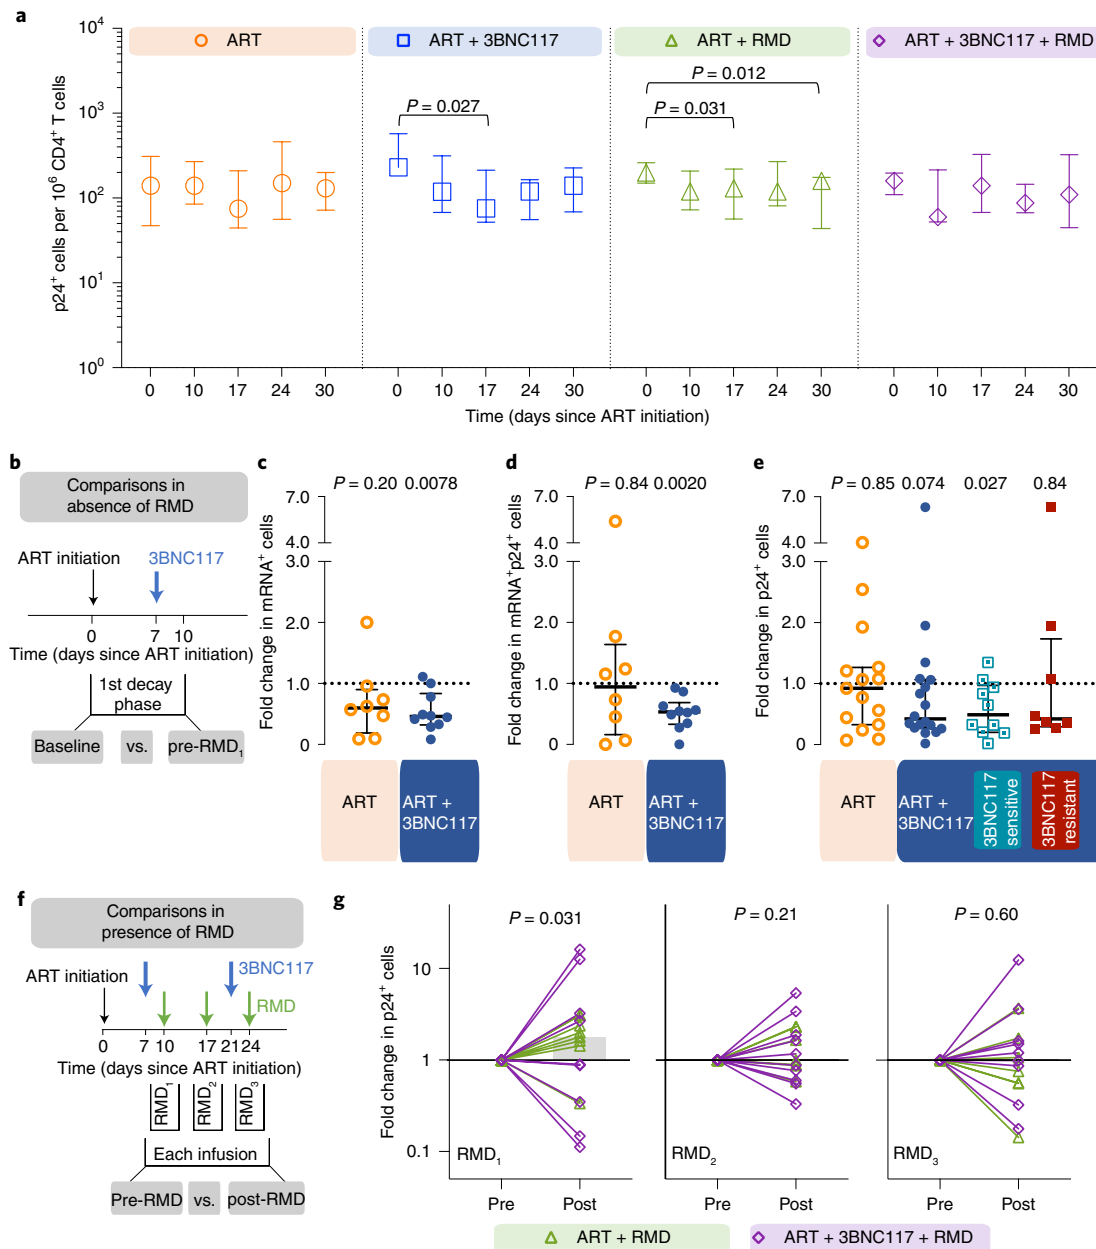 a
ART
ART + 3BNC117
ART + RMD
ART + 3BNC117 + RMD
p24⁺ cells per 10⁶ CD4⁺ T cells
10⁴
10³
10²
10¹
10⁰
P = 0.027
P = 0.012
P = 0.031
0 10 17 24 30
0 10 17 24 30
0 10 17 24 30
0 10 17 24 30
Time (days since ART initiation)
b
Comparisons in
absence of RMD
ART initiation
3BNC117
0 7 10
Time (days since ART initiation)
1st decay
phase
Baseline vs. pre-RMD₁
c
P = 0.20 0.0078
Fold change in mRNA⁺ cells
7.0
4.0
3.0
2.0
1.0
0
ART
ART +
3BNC117
d
P = 0.84 0.0020
Fold change in mRNA⁺p24⁺ cells
7.0
4.0
3.0
2.0
1.0
0
ART
ART +
3BNC117
e
P = 0.85 0.074 0.027 0.84
Fold change in p24⁺ cells
7.0
4.0
3.0
2.0
1.0
0
ART
ART +
3BNC117
3BNC117
sensitive
3BNC117
resistant
f
Comparisons in
presence of RMD
ART initiation
3BNC117
RMD
0 7 10 17 21 24
Time (days since ART initiation)
RMD₁
RMD₂
RMD₃
Each infusion
Pre-RMD vs. post-RMD
g
Fold change in p24⁺ cells
10
1
0.1
P = 0.031
RMD₁
Pre Post
P = 0.21
RMD₂
Pre Post
P = 0.60
RMD₃
Pre Post
ART + RMD
ART + 3BNC117 + RMD